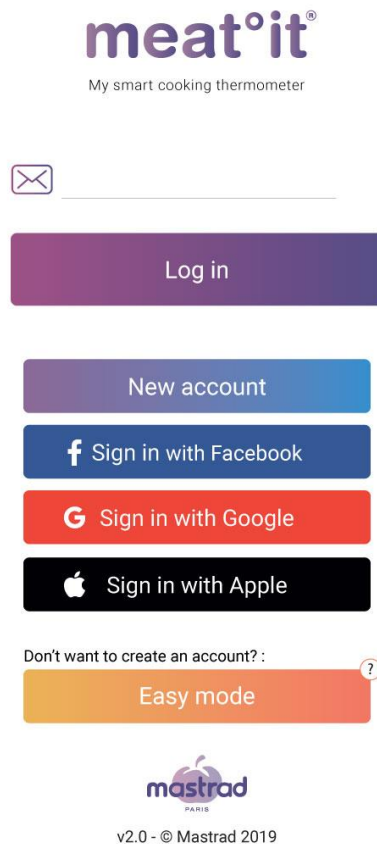 meat°it®
My smart cooking thermometer
Log in
New account
Sign in with Facebook
Sign in with Google
Sign in with Apple
Don't want to create an account? :
?
Easy mode
mastrad
PARIS
v2.0 - © Mastrad 2019